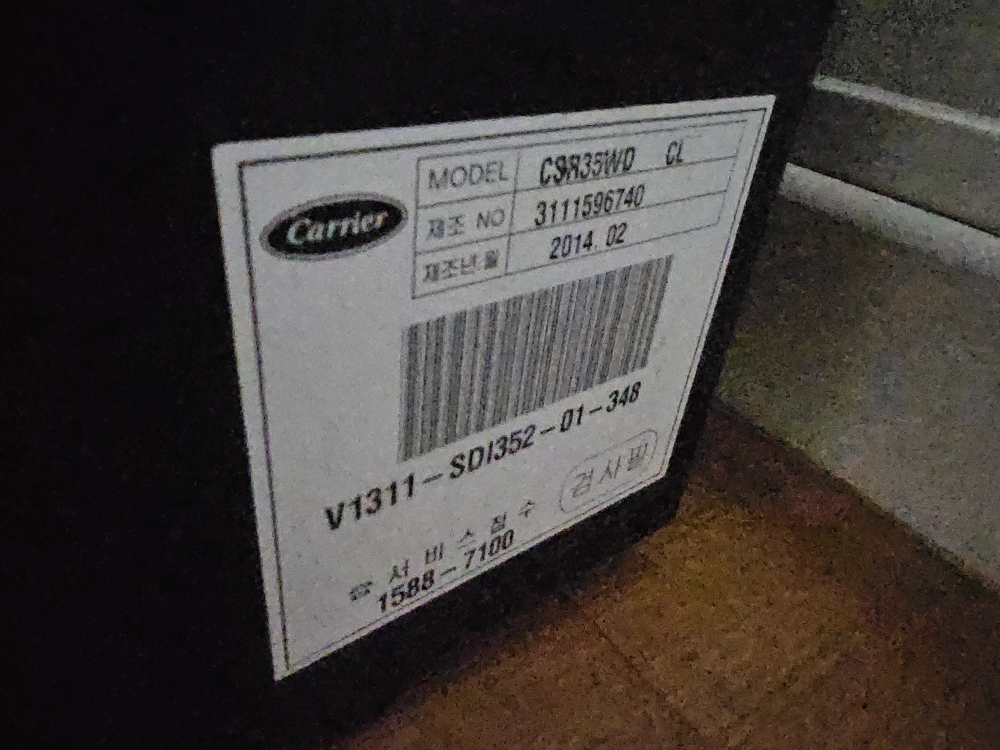 Carrier
MODEL CSR35WD CL
제조 NO 3111596740
제조년월 2014. 02
V1311-SDI352-01-348
검사필
☎ 서비스접수
1588-7100